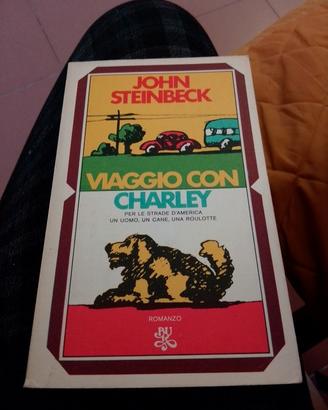 JOHN
STEINBECK
VIAGGIO CON
CHARLEY
PER LE STRADE D'AMERICA
UN UOMO, UN CANE, UNA ROULOTTE
ROMANZO
BUR